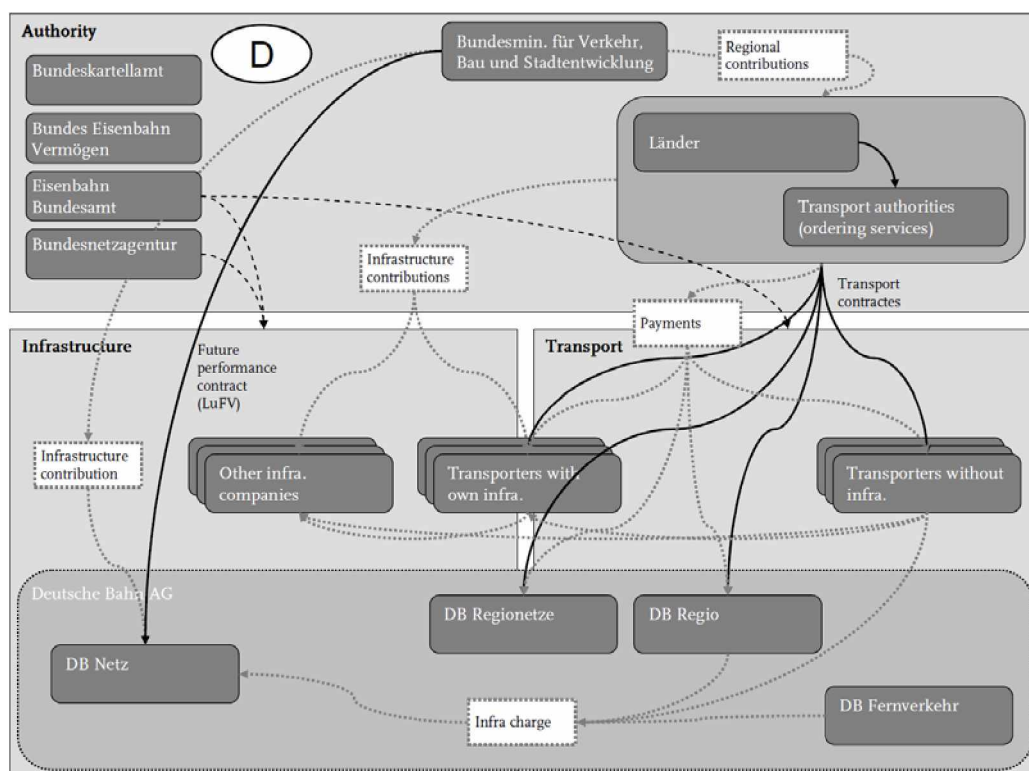 Authority
D
Bundesmin. für Verkehr,
Bau und Stadtentwicklung
Regional
contributions
Bundeskartellamt
Bundes Eisenbahn
Vermögen
Länder
Eisenbahn
Bundesamt
Transport authorities
(ordering services)
Bundesnetzagentur
Infrastructure
contributions
Transport
contractes
Payments
Infrastructure
Transport
Future
performance
contract
(LuFV)
Infrastructure
contribution
Other infra.
companies
Transporters with
own infra.
Transporters without
infra.
Deutsche Bahn AG
DB Regionetze
DB Regio
DB Netz
Infra charge
DB Fernverkehr